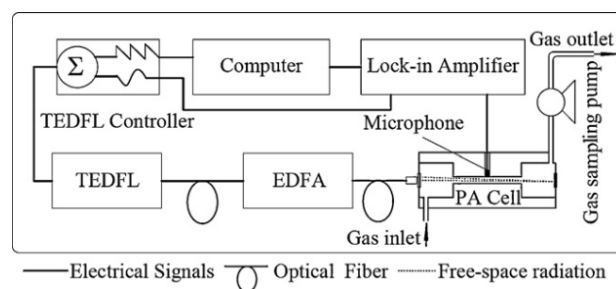 Gas outlet
Σ
Computer
Lock-in Amplifier
TEDFL Controller
Microphone
Gas sampling pump
TEDFL
EDFA
PA Cell
Gas inlet
Electrical Signals
Optical Fiber
Free-space radiation